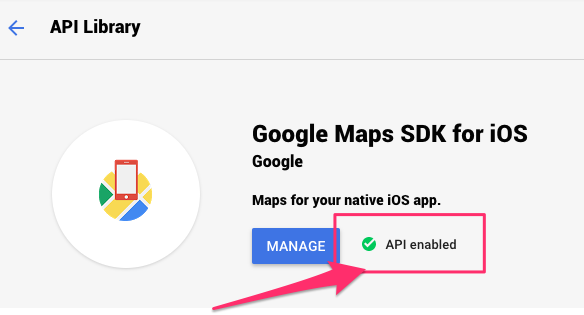 API Library
Google Maps SDK for iOS
Google
Maps for your native iOS app.
MANAGE
API enabled